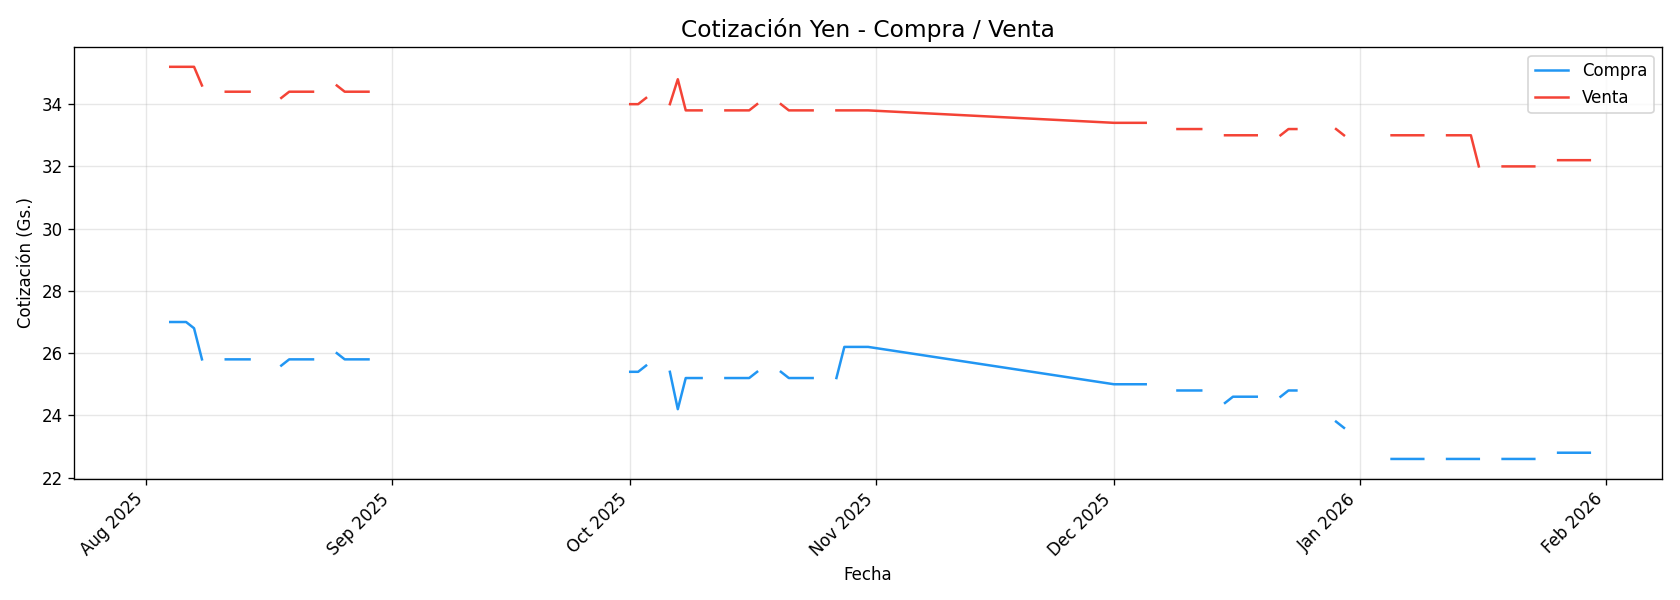 Cotización Yen - Compra / Venta
Compra
Venta
Cotización (Gs.)
34
32
30
28
26
24
22
Aug 2025
Sep 2025
Oct 2025
Nov 2025
Dec 2025
Jan 2026
Feb 2026
Fecha